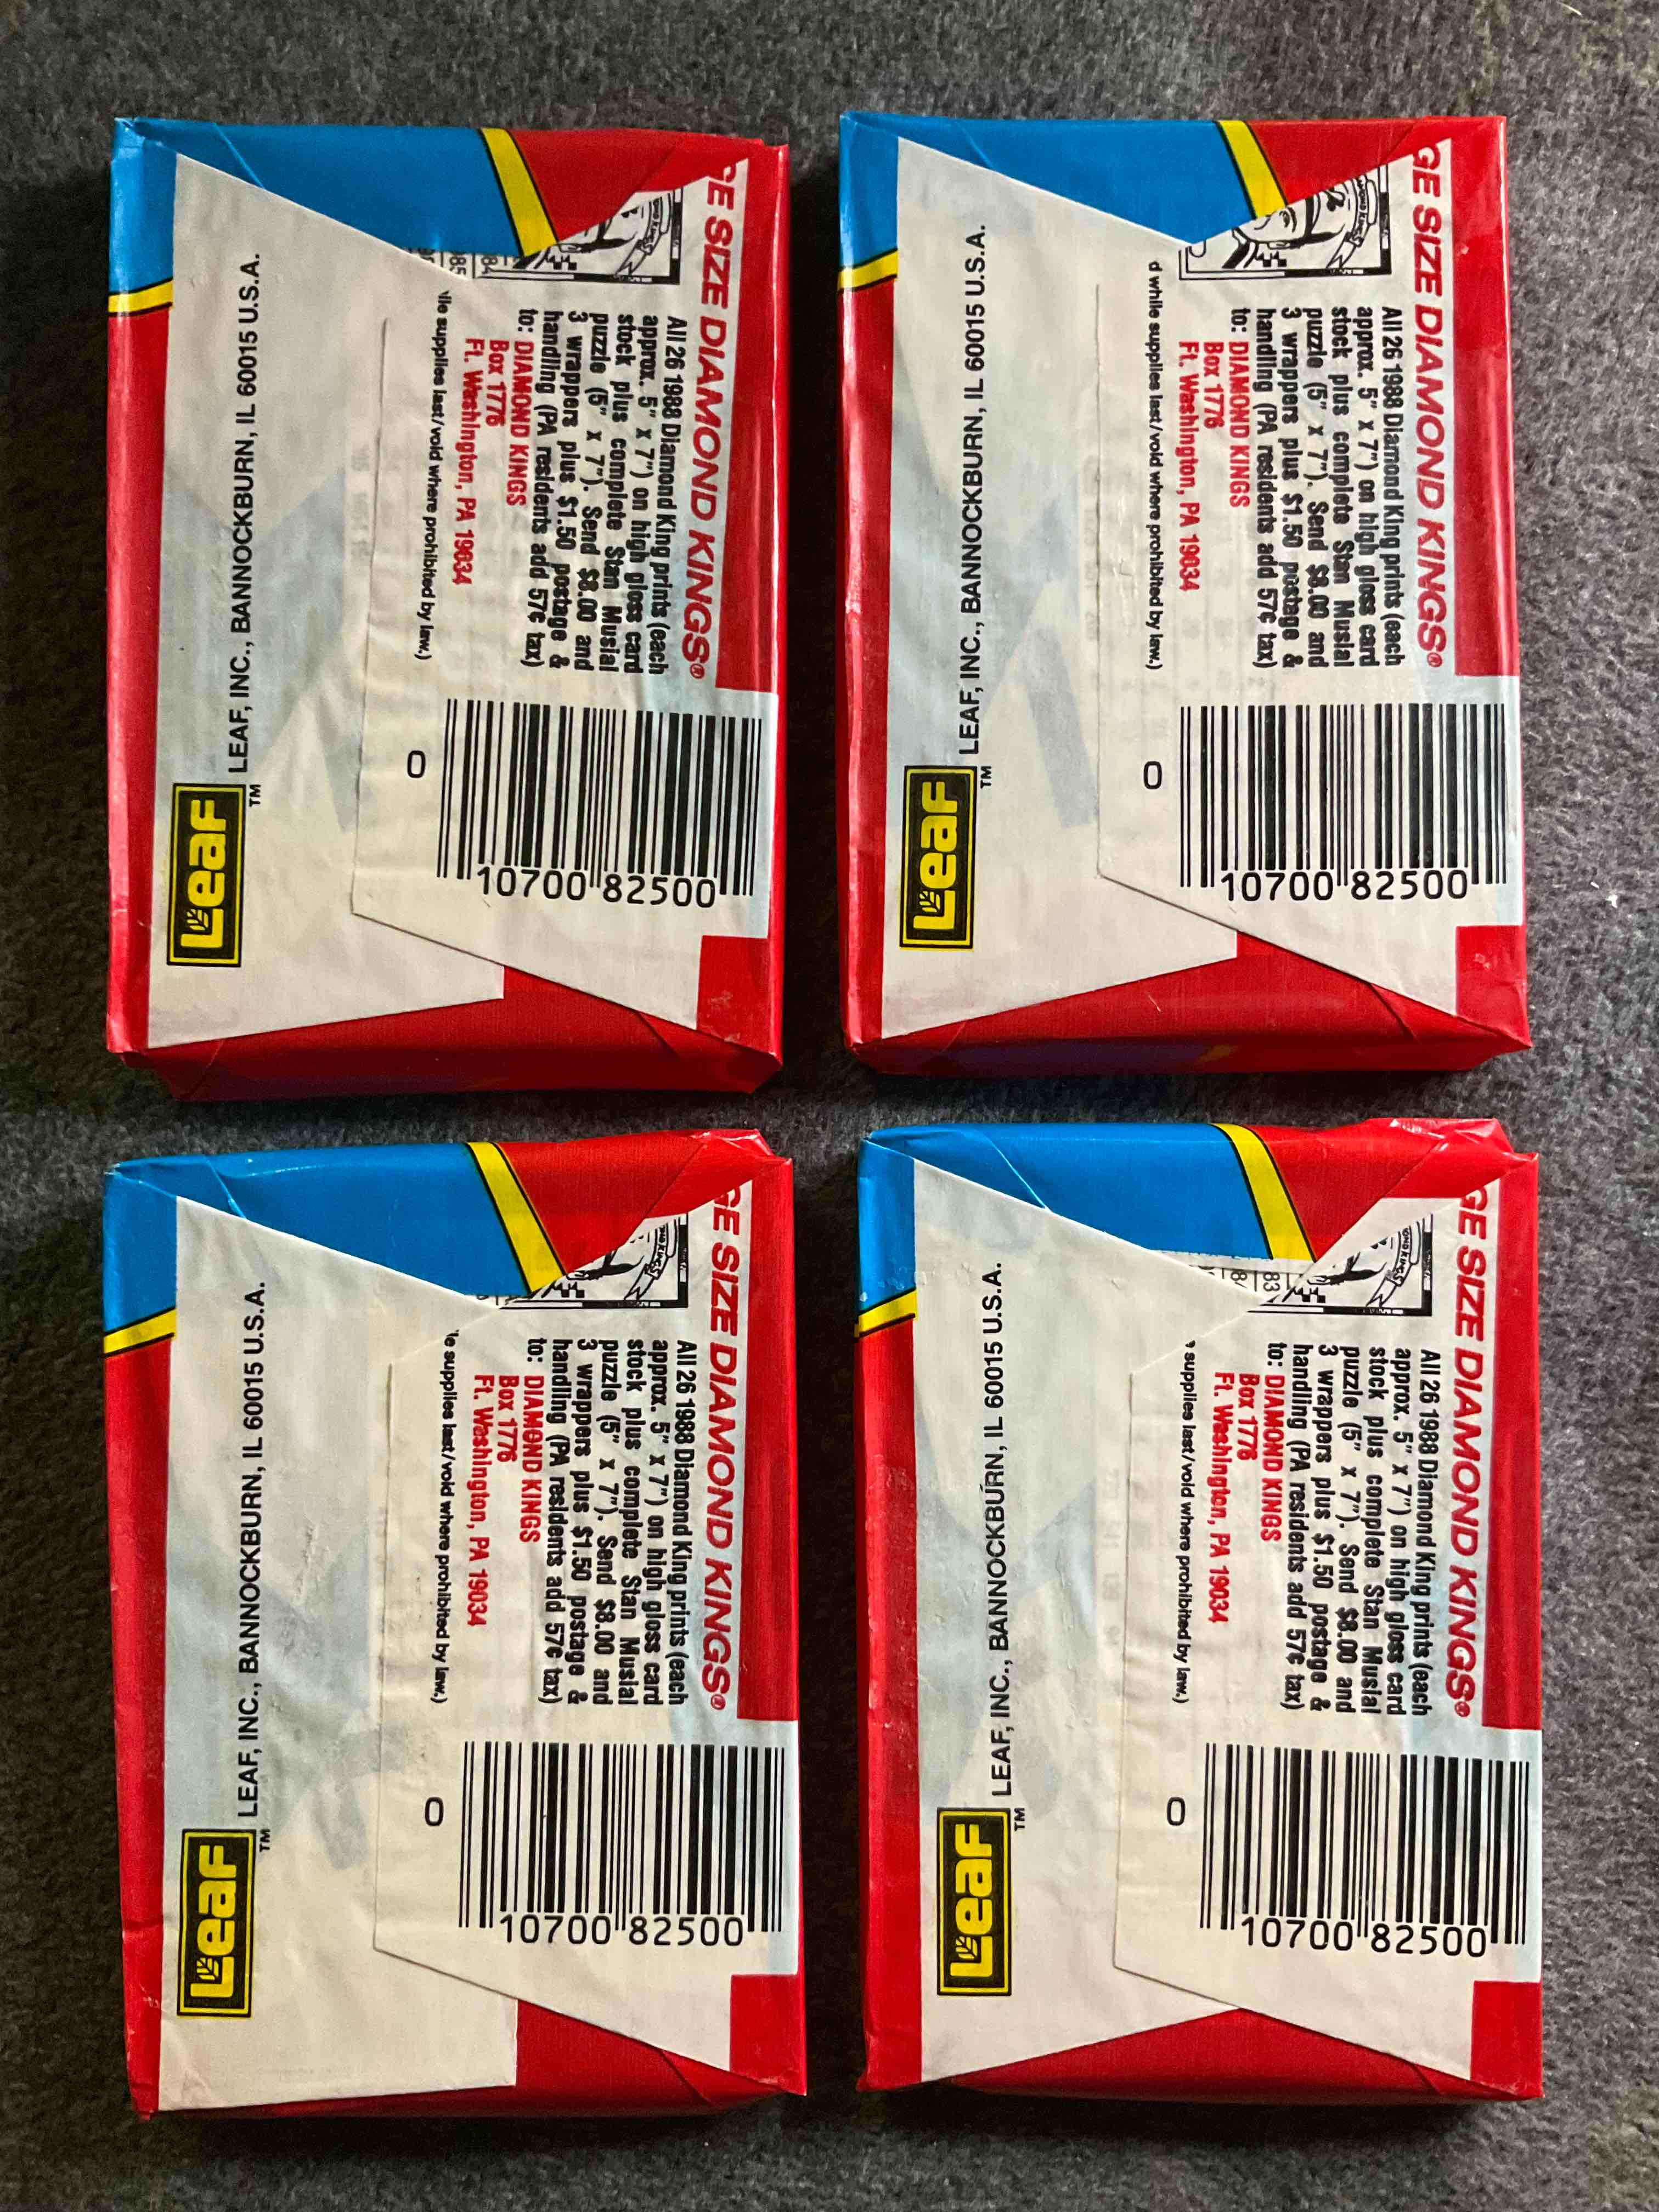 GE SIZE DIAMOND KINGS®
All 26 1988 Diamond King prints (each
approx. 5" x 7") on high gloss card
stock plus complete Stan Musial
puzzle (5" x 7"). Send $8.00 and
3 wrappers plus $1.50 postage &
handling (PA residents add 57¢ tax)
to: DIAMOND KINGS
Box 1776
Ft. Washington, PA 19034
le supplies last/void where prohibited by law.)
0
10700 82500
LEAF, INC., BANNOCKBURN, IL 60015 U.S.A.
Leaf TM
GE SIZE DIAMOND KINGS®
All 26 1988 Diamond King prints (each
approx. 5" x 7") on high gloss card
stock plus complete Stan Musial
puzzle (5" x 7"). Send $8.00 and
3 wrappers plus $1.50 postage &
handling (PA residents add 57¢ tax)
to: DIAMOND KINGS
Box 1776
Ft. Washington, PA 19034
d while supplies last/void where prohibited by law.)
0
10700 82500
LEAF, INC., BANNOCKBURN, IL 60015 U.S.A.
Leaf TM
GE SIZE DIAMOND KINGS®
All 26 1988 Diamond King prints (each
approx. 5" x 7") on high gloss card
stock plus complete Stan Musial
puzzle (5" x 7"). Send $8.00 and
3 wrappers plus $1.50 postage &
handling (PA residents add 57¢ tax)
to: DIAMOND KINGS
Box 1776
Ft. Washington, PA 19034
le supplies last/void where prohibited by law.)
0
10700 82500
LEAF, INC., BANNOCKBURN, IL 60015 U.S.A.
Leaf TM
GE SIZE DIAMOND KINGS®
All 26 1988 Diamond King prints (each
approx. 5" x 7") on high gloss card
stock plus complete Stan Musial
puzzle (5" x 7"). Send $8.00 and
3 wrappers plus $1.50 postage &
handling (PA residents add 57¢ tax)
to: DIAMOND KINGS
Box 1776
Ft. Washington, PA 19034
supplies last/void where prohibited by law.)
0
10700 82500
LEAF, INC., BANNOCKBURN, IL 60015 U.S.A.
Leaf TM